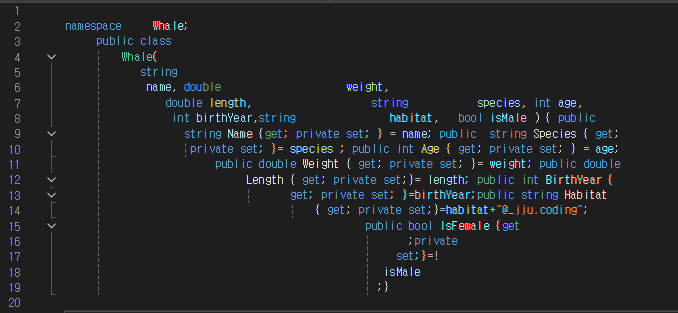 1
2 namespace Whale;
3 public class
4 Whale(
5 string
6 name, double weight,
7 double length, string species, int age,
8 int birthYear,string habitat, bool isMale ) { public
9 string Name {get; private set; } = name; public string Species { get;
10 private set; }= species ; public int Age { get; private set; } = age;
11 public double Weight { get; private set; }= weight; public double
12 Length { get; private set;}= length; public int BirthYear {
13 get; private set; }=birthYear;public string Habitat
14 { get; private set;}=habitat+"@_jiu.coding";
15 public bool IsFemale {get
16 ;private
17 set;}=!
18 isMale
19 ;}
20